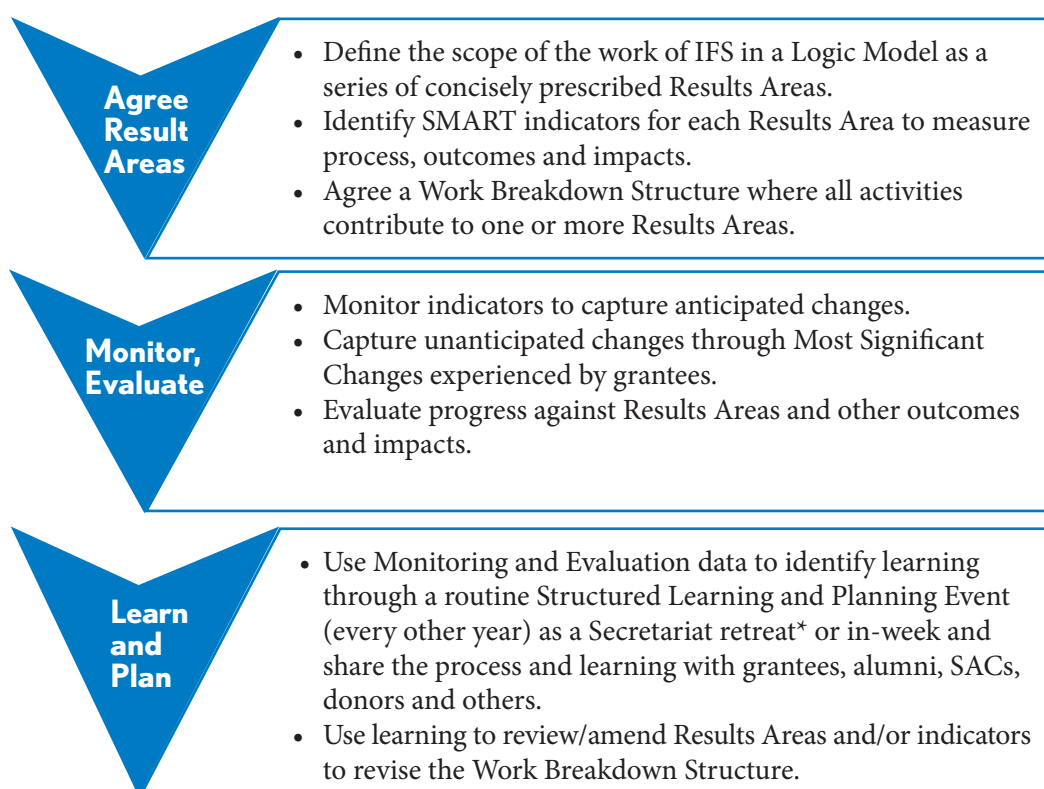 Agree
Result
Areas
• Define the scope of the work of IFS in a Logic Model as a
series of concisely prescribed Results Areas.
• Identify SMART indicators for each Results Area to measure
process, outcomes and impacts.
• Agree a Work Breakdown Structure where all activities
contribute to one or more Results Areas.
Monitor,
Evaluate
• Monitor indicators to capture anticipated changes.
• Capture unanticipated changes through Most Significant
Changes experienced by grantees.
• Evaluate progress against Results Areas and other outcomes
and impacts.
Learn
and
Plan
• Use Monitoring and Evaluation data to identify learning
through a routine Structured Learning and Planning Event
(every other year) as a Secretariat retreat* or in-week and
share the process and learning with grantees, alumni, SACs,
donors and others.
• Use learning to review/amend Results Areas and/or indicators
to revise the Work Breakdown Structure.